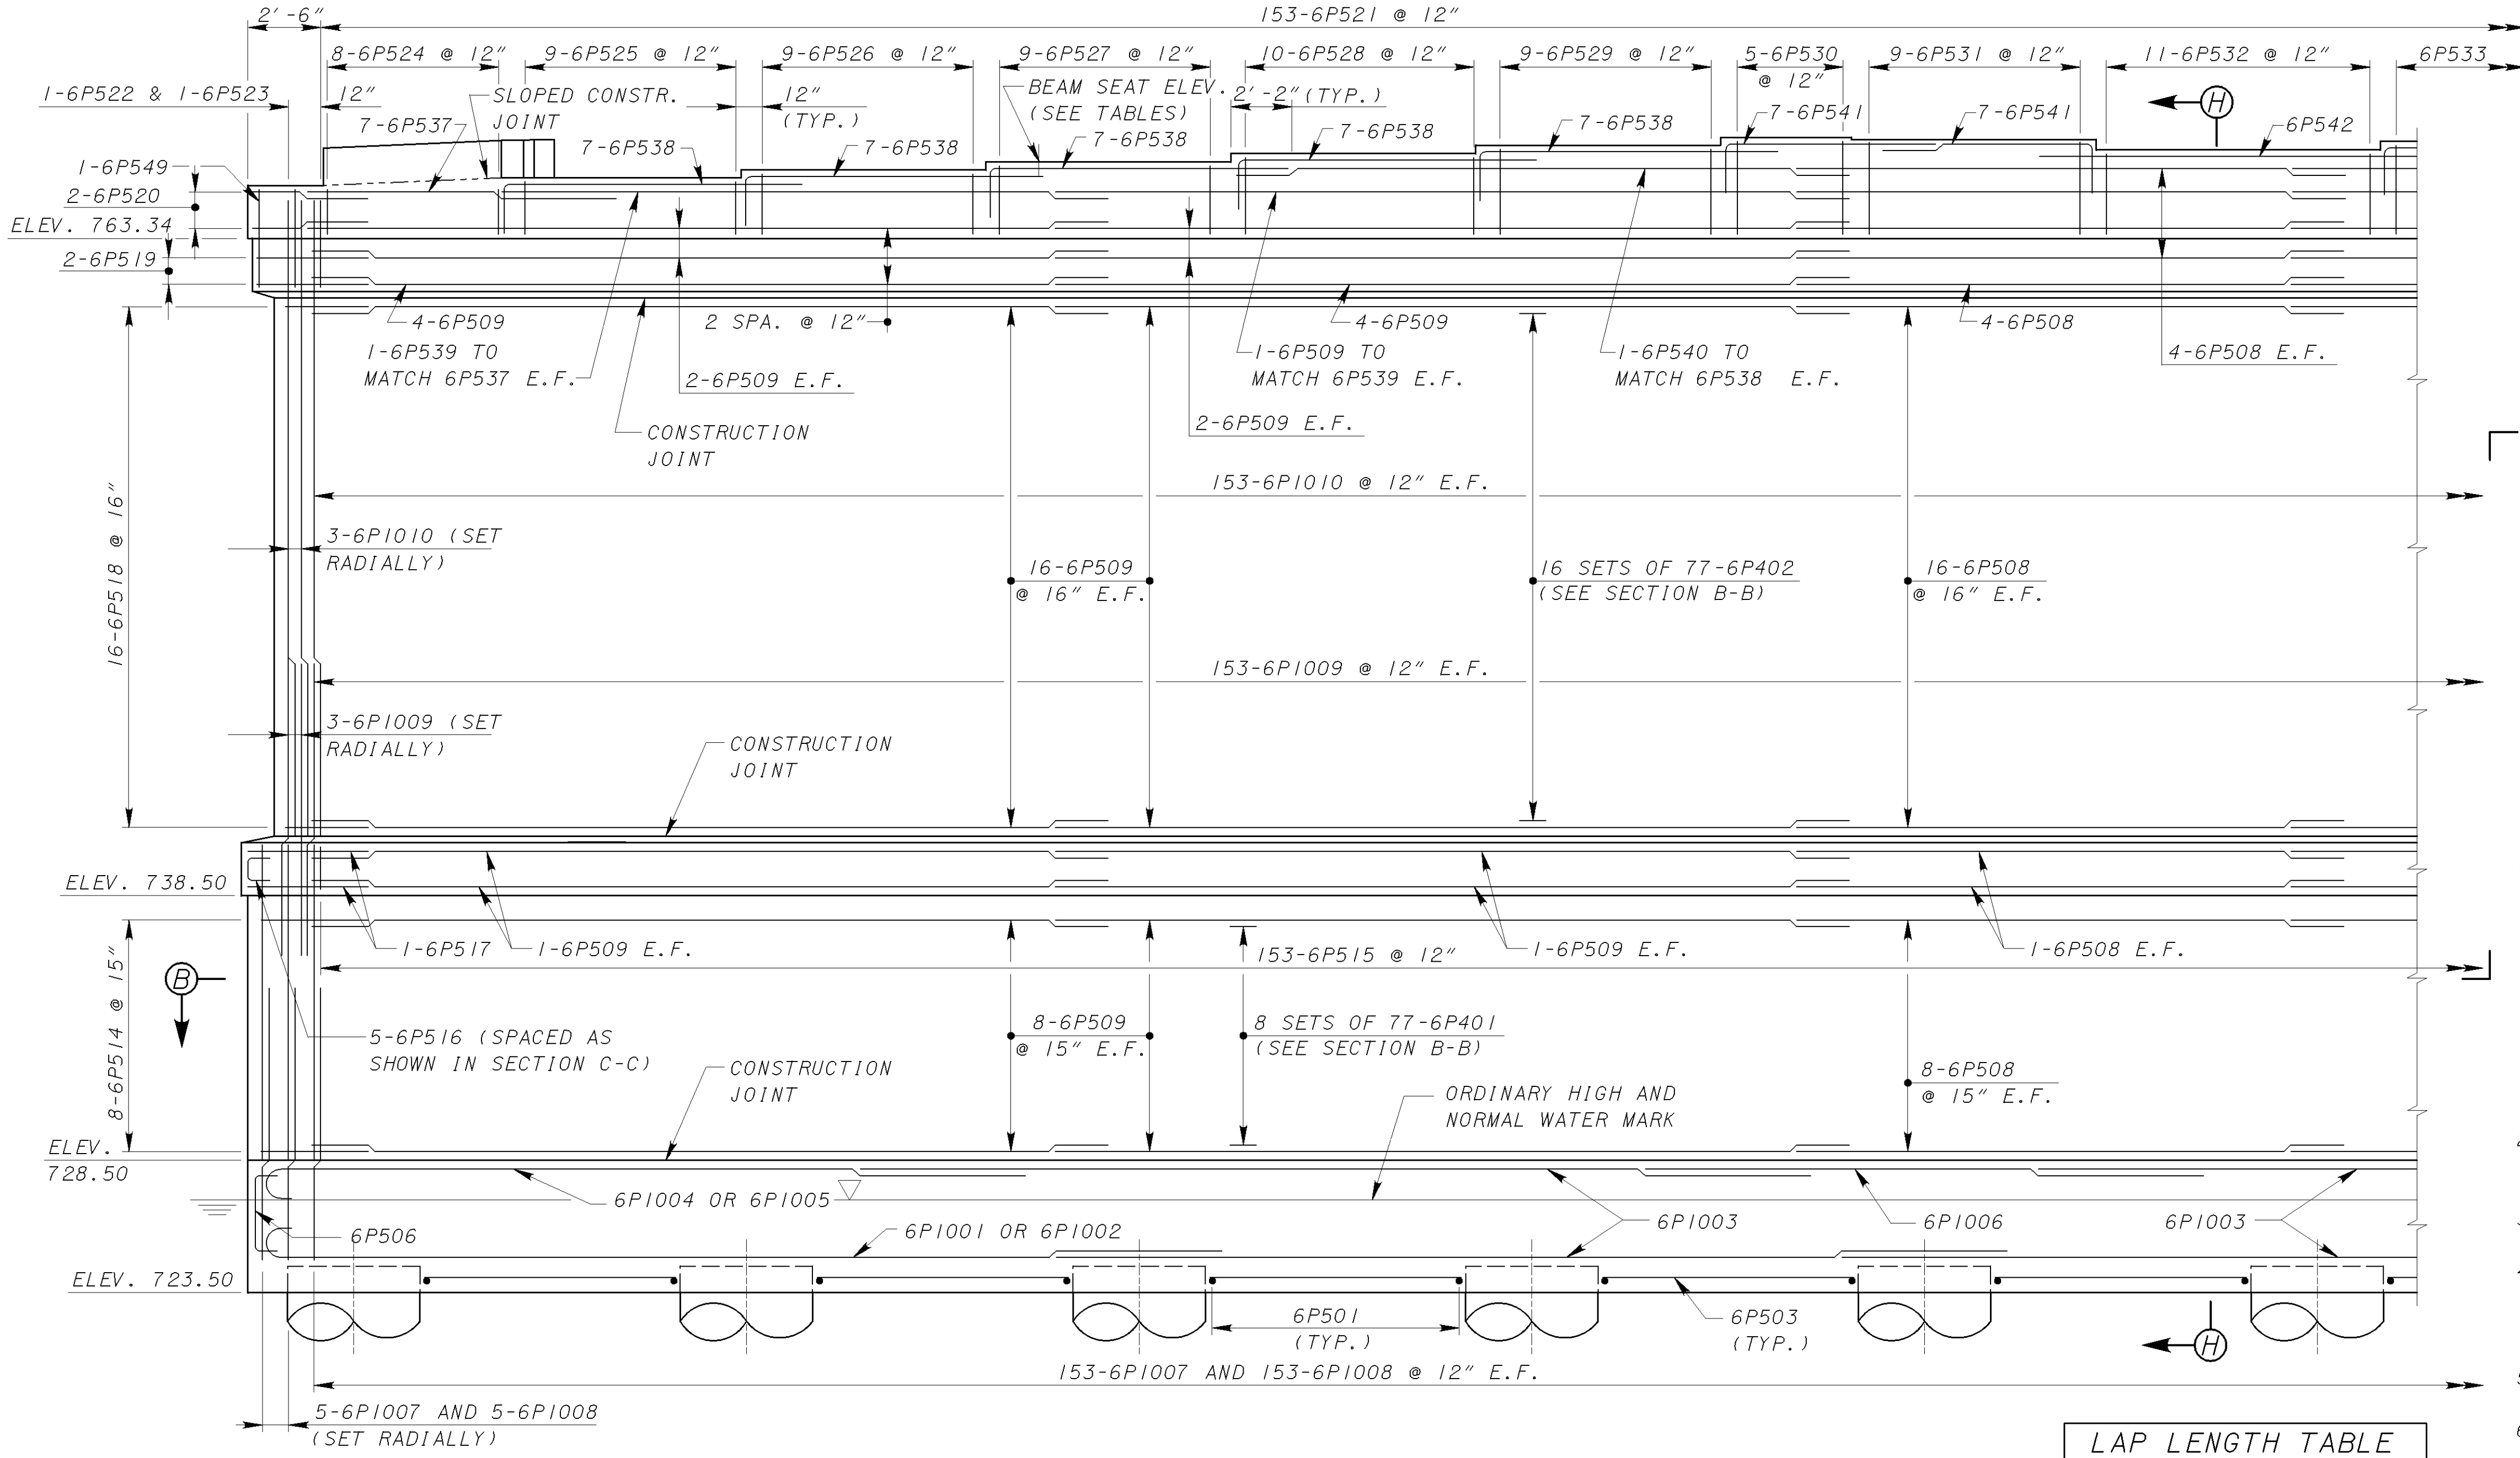 2'-6"
153-6P521 @ 12"
8-6P524 @ 12"
9-6P525 @ 12"
9-6P526 @ 12"
9-6P527 @ 12"
10-6P528 @ 12"
9-6P529 @ 12"
5-6P530
@ 12"
9-6P531 @ 12"
11-6P532 @ 12"
6P533
1-6P522 & 1-6P523
12"
SLOPED CONSTR.
JOINT
12"
(TYP.)
BEAM SEAT ELEV.
(SEE TABLES)
2'-2" (TYP.)
H
7-6P537
7-6P538
7-6P538
7-6P538
7-6P538
7-6P538
7-6P541
7-6P541
6P542
1-6P549
2-6P520
ELEV. 763.34
2-6P519
4-6P509
2 SPA. @ 12"
4-6P509
4-6P508
1-6P539 TO
MATCH 6P537 E.F.
2-6P509 E.F.
1-6P509 TO
MATCH 6P539 E.F.
1-6P540 TO
MATCH 6P538 E.F.
4-6P508 E.F.
2-6P509 E.F.
CONSTRUCTION
JOINT
16-6P518 @ 16"
153-6P1010 @ 12" E.F.
3-6P1010 (SET
RADIALLY)
16-6P509
@ 16" E.F.
16 SETS OF 77-6P402
(SEE SECTION B-B)
16-6P508
@ 16" E.F.
153-6P1009 @ 12" E.F.
3-6P1009 (SET
RADIALLY)
CONSTRUCTION
JOINT
ELEV. 738.50
1-6P517
1-6P509 E.F.
153-6P515 @ 12"
1-6P509 E.F.
1-6P508 E.F.
B
8-6P514 @ 15"
5-6P516 (SPACED AS
SHOWN IN SECTION C-C)
8-6P509
@ 15" E.F.
8 SETS OF 77-6P401
(SEE SECTION B-B)
8-6P508
@ 15" E.F.
CONSTRUCTION
JOINT
ORDINARY HIGH AND
NORMAL WATER MARK
ELEV.
728.50
6P1004 OR 6P1005
6P506
6P1001 OR 6P1002
6P1003
6P1006
6P1003
ELEV. 723.50
6P501
(TYP.)
6P503
(TYP.)
H
153-6P1007 AND 153-6P1008 @ 12" E.F.
5-6P1007 AND 5-6P1008
(SET RADIALLY)
LAP LENGTH TABLE